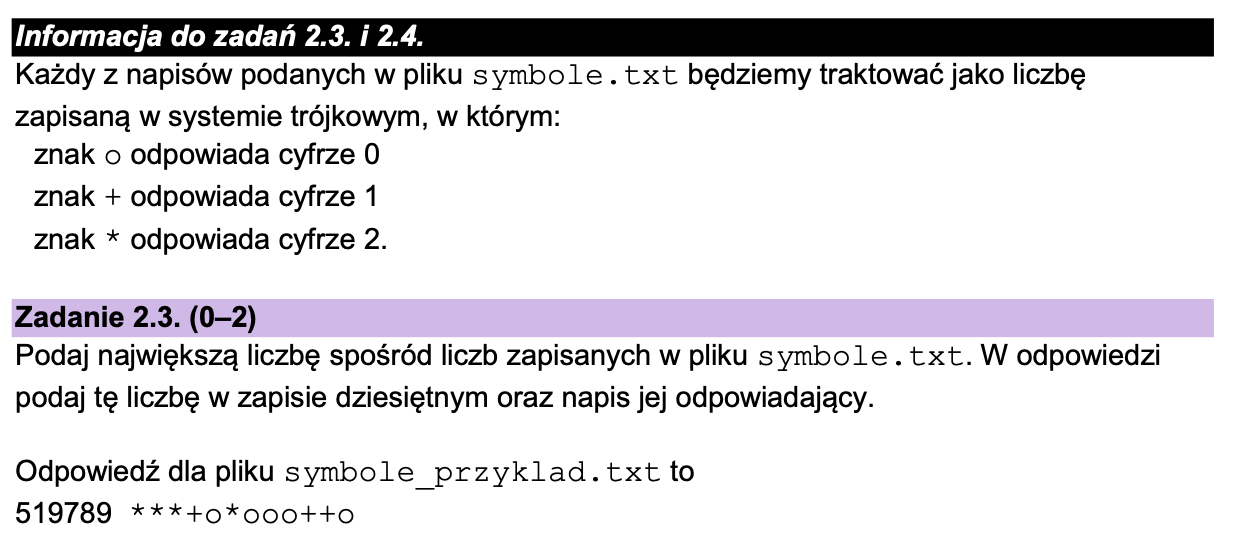 Informacja do zadań 2.3. i 2.4.
Każdy z napisów podanych w pliku symbole.txt będziemy traktować jako liczbę
zapisaną w systemie trójkowym, w którym:
znak o odpowiada cyfrze 0
znak + odpowiada cyfrze 1
znak * odpowiada cyfrze 2.
Zadanie 2.3. (0–2)
Podaj największą liczbę spośród liczb zapisanych w pliku symbole.txt. W odpowiedzi
podaj tę liczbę w zapisie dziesiętnym oraz napis jej odpowiadający.
Odpowiedź dla pliku symbole_przyklad.txt to
519789 ***+o*ooo++o